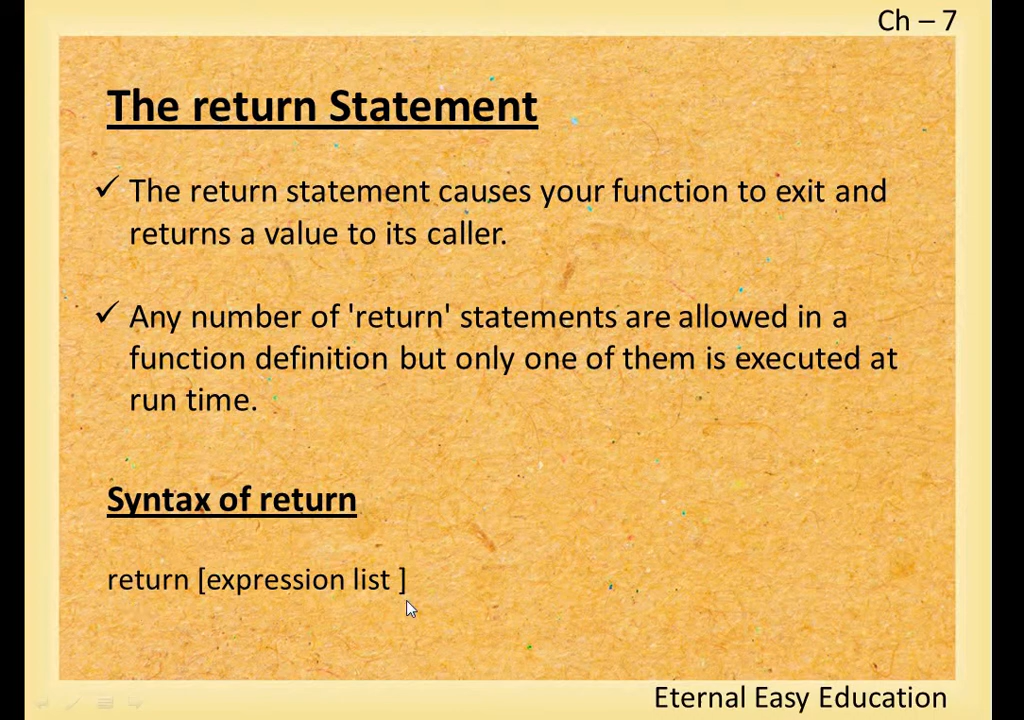 Ch – 7
The return Statement
✓ The return statement causes your function to exit and
returns a value to its caller.
✓ Any number of 'return' statements are allowed in a
function definition but only one of them is executed at
run time.
Syntax of return
return [expression list ]
Eternal Easy Education